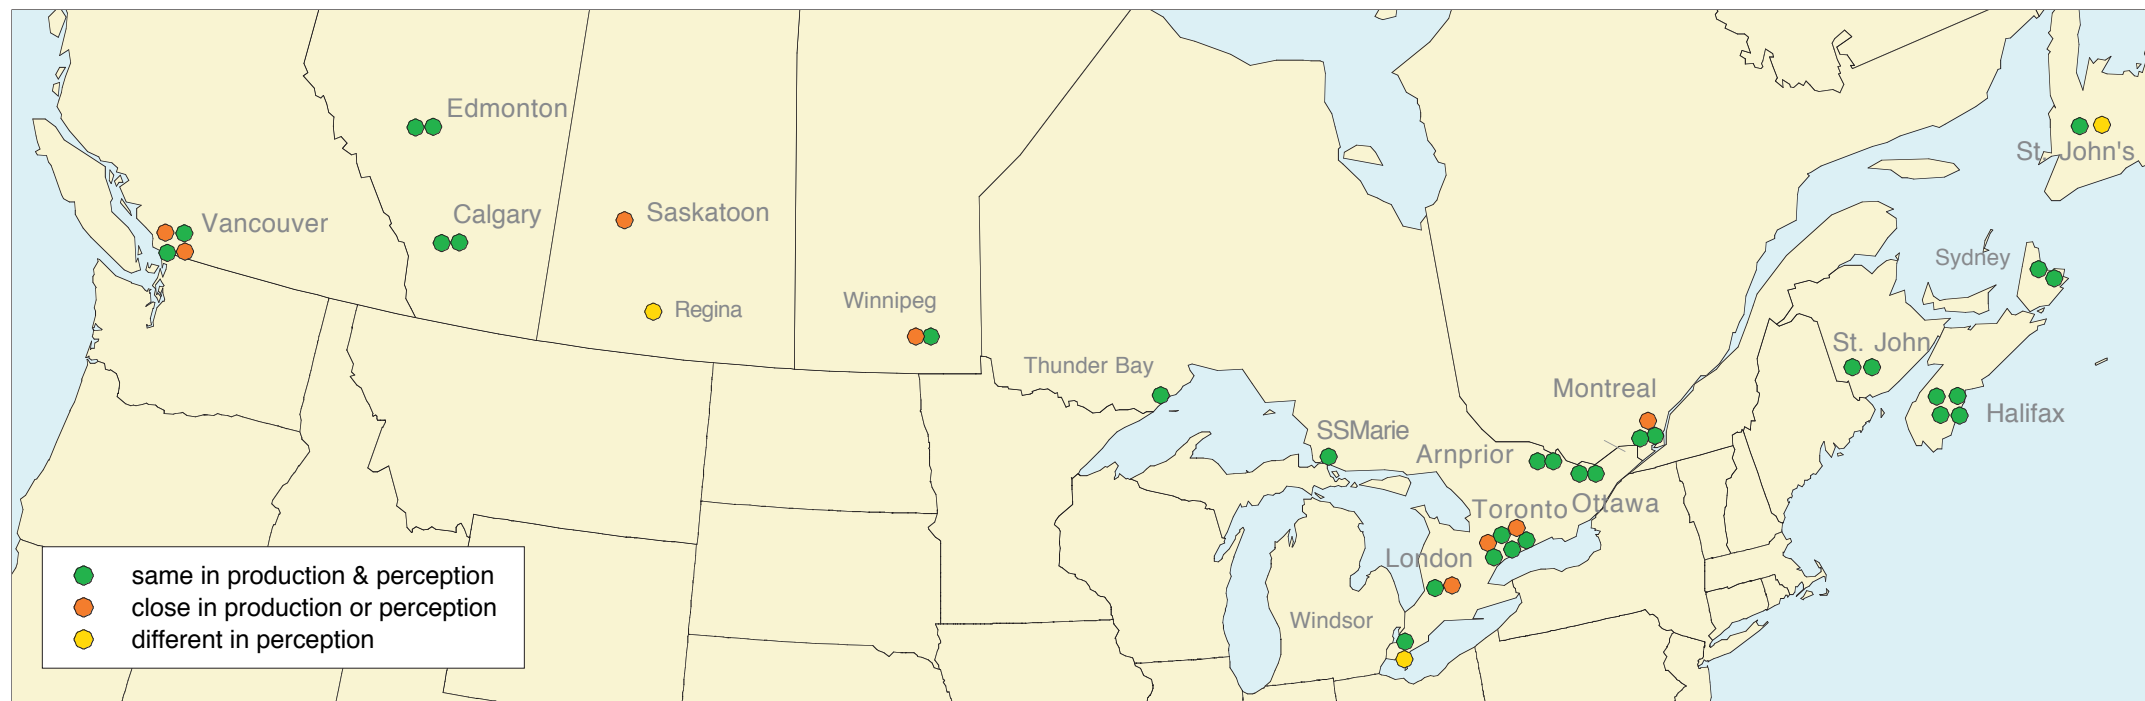 Edmonton
St. John's
Calgary
Saskatoon
Vancouver
Sydney
Winnipeg
Regina
St. John
Thunder Bay
Montreal
Halifax
SSMarie
Arnprior
Toronto
Ottawa
London
Windsor
same in production & perception
close in production or perception
different in perception